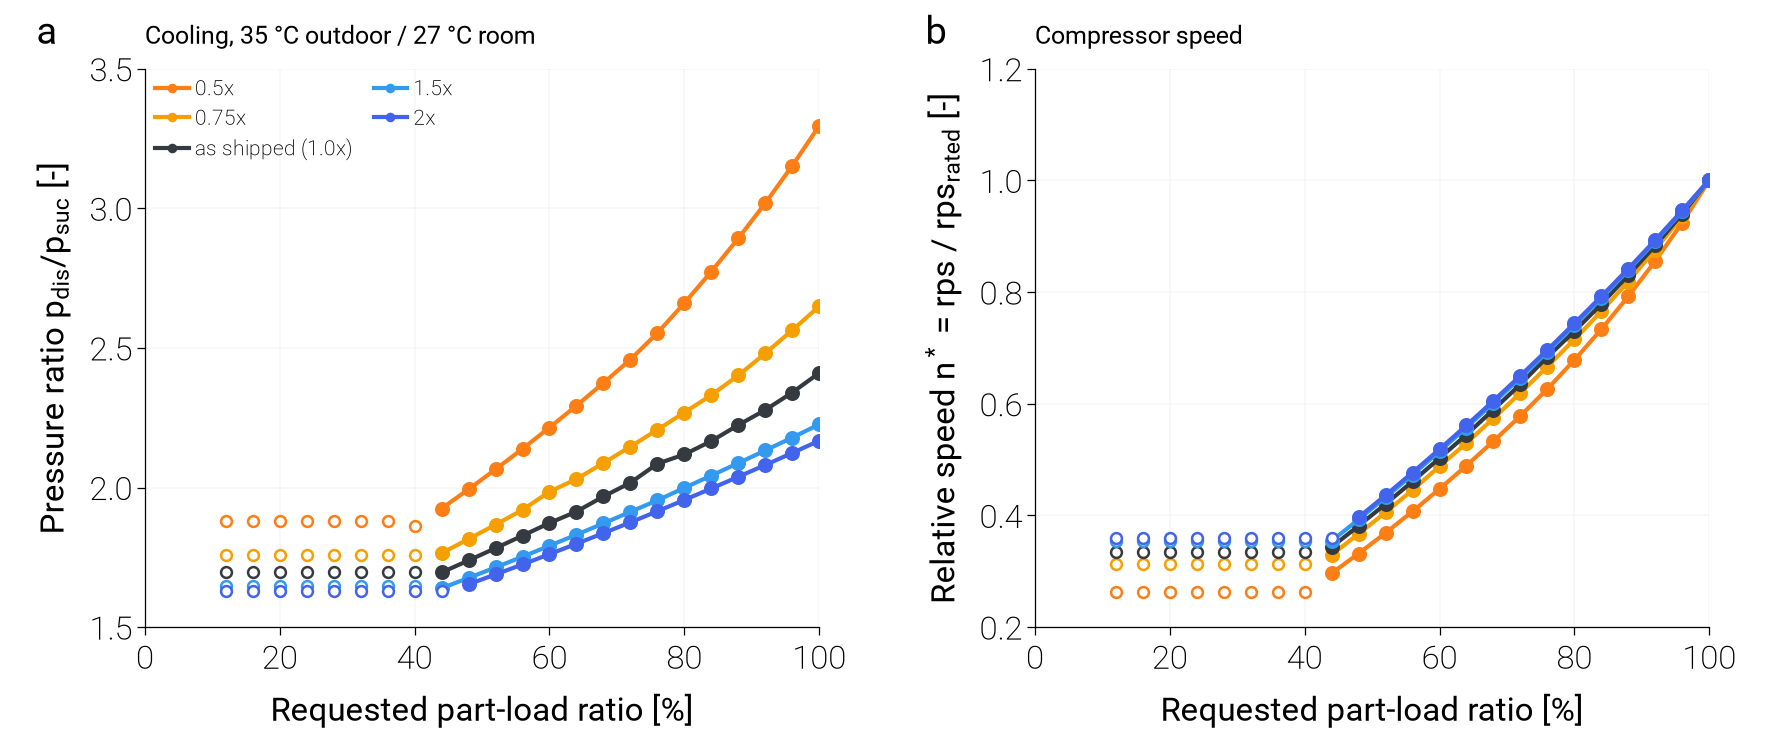 a
Cooling, 35 °C outdoor / 27 °C room
3.5
3.0
2.5
2.0
1.5
0.5x
0.75x
as shipped (1.0x)
1.5x
2x
Pressure ratio pdis/psuc [-]
0 20 40 60 80 100
Requested part-load ratio [%]
b
Compressor speed
1.2
1.0
0.8
0.6
0.4
0.2
Relative speed n* = rps / rpsrated [-]
0 20 40 60 80 100
Requested part-load ratio [%]